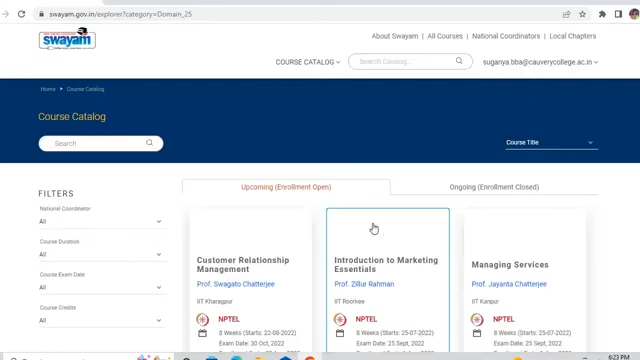 swayam.gov.in/explorer?category=Domain_25
swayam
About Swayam | All Courses | National Coordinators | Local Chapters
COURSE CATALOG
Search Catalog...
suganya.bba@cauverycollege.ac.in
Home > Course Catalog
Course Catalog
Search
Course Title
FILTERS
National Coordinator
All
Course Duration
All
Course Exam Date
All
Course Credits
All
Upcoming (Enrollment Open)
Ongoing (Enrollment Closed)
Customer Relationship
Management
Prof. Swagato Chatterjee
IIT Kharagpur
NPTEL
8 Weeks (Starts: 22-08-2022)
Exam Date: 30 Oct, 2022
Introduction to Marketing
Essentials
Prof. Zillur Rahman
IIT Roorkee
NPTEL
8 Weeks (Starts: 25-07-2022)
Exam Date: 25 Sept, 2022
Managing Services
Prof. Jayanta Chatterjee
IIT Kanpur
NPTEL
8 Weeks (Starts: 25-07-2022)
Exam Date: 25 Sept, 2022
6:23 PM